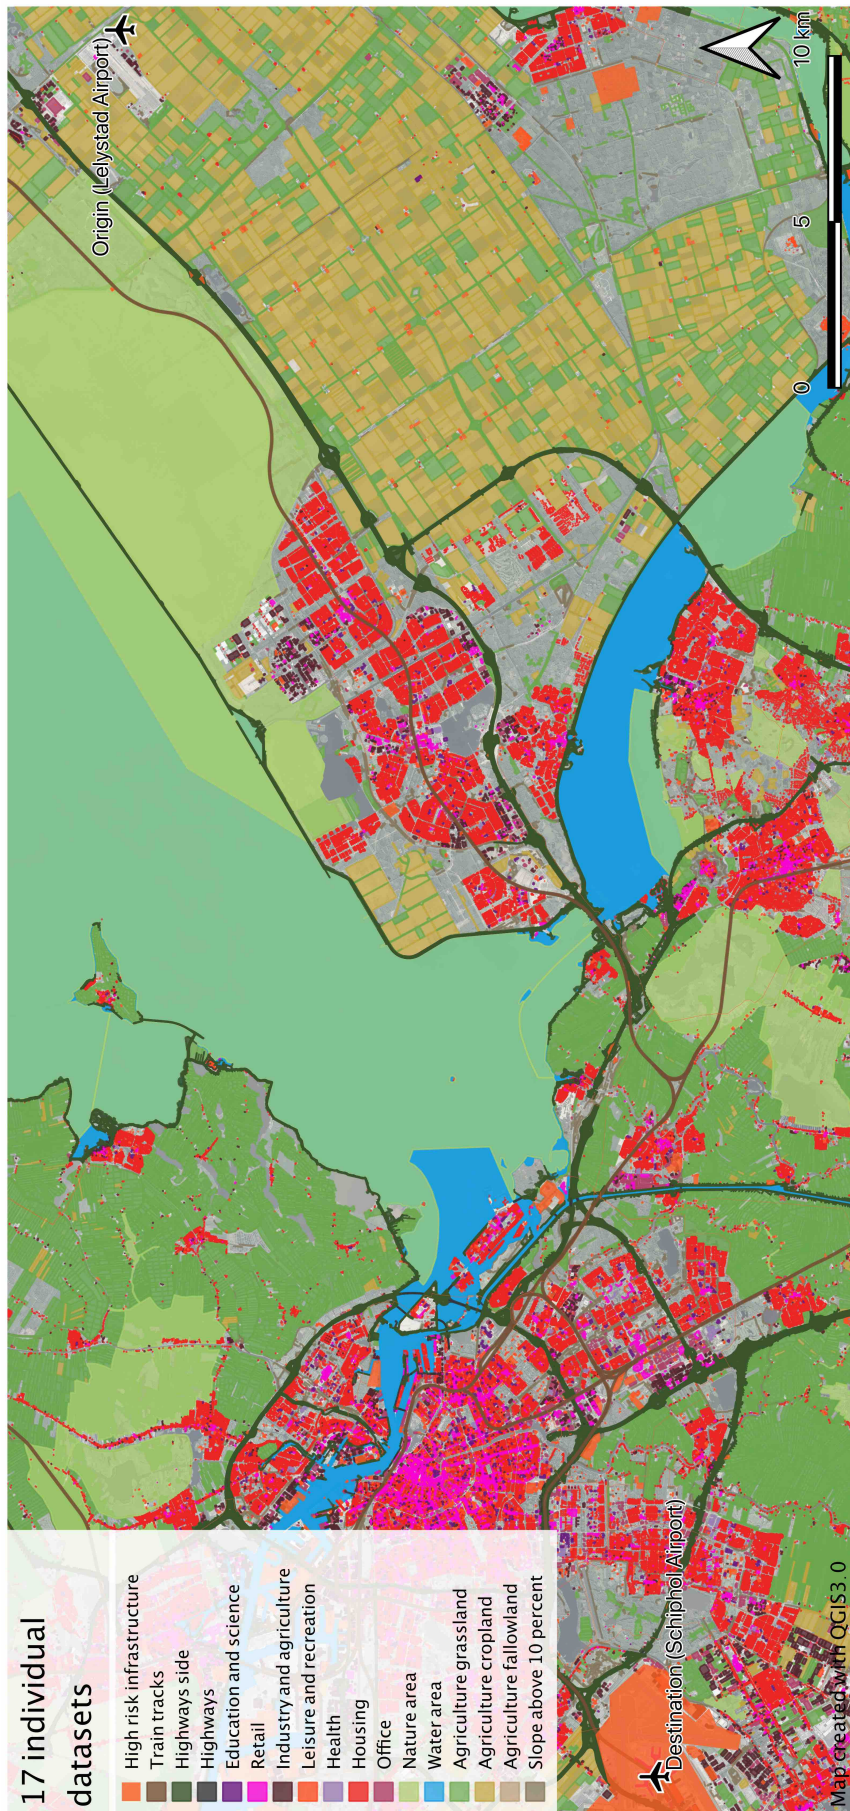 17 individual
datasets
High risk infrastructure
Train tracks
Highways side
Highways
Education and science
Retail
Industry and agriculture
Leisure and recreation
Health
Housing
Office
Nature area
Water area
Agriculture grassland
Agriculture cropland
Agriculture fallowland
Slope above 10 percent
Origin (Lelystad Airport)
Destination (Schiphol Airport)
0 5 10 km
Map created with QGIS3.0